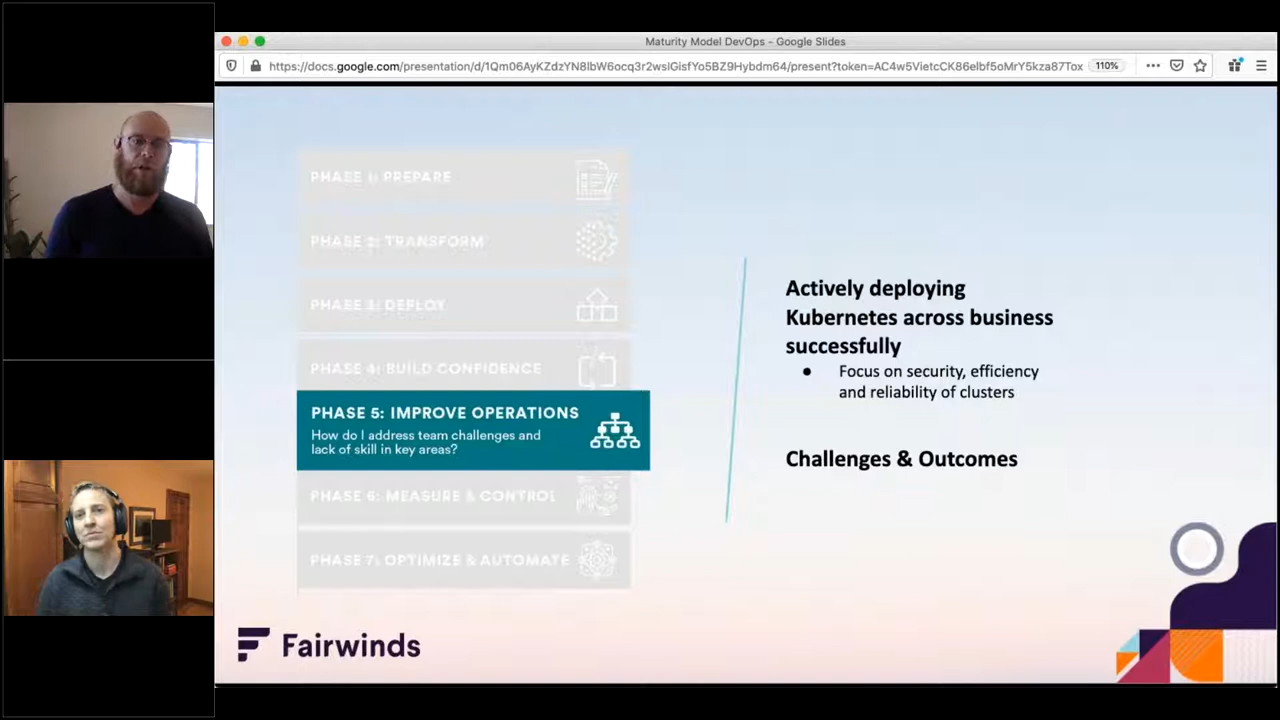 Maturity Model DevOps - Google Slides
https://docs.google.com/presentation/d/1Qm06AyKZdzYN8lbW6ocq3r2wslGisfYo5BZ9Hybdm64/present?token=AC4w5VietcCK86elbf5oMrY5kza87Tox
110%
PHASE 1: PREPARE
PHASE 2: TRANSFORM
PHASE 3: DEPLOY
PHASE 4: BUILD CONFIDENCE
PHASE 5: IMPROVE OPERATIONS
How do I address team challenges and
lack of skill in key areas?
PHASE 6: MEASURE & CONTROL
PHASE 7: OPTIMIZE & AUTOMATE
Actively deploying
Kubernetes across business
successfully
• Focus on security, efficiency
and reliability of clusters
Challenges & Outcomes
Fairwinds